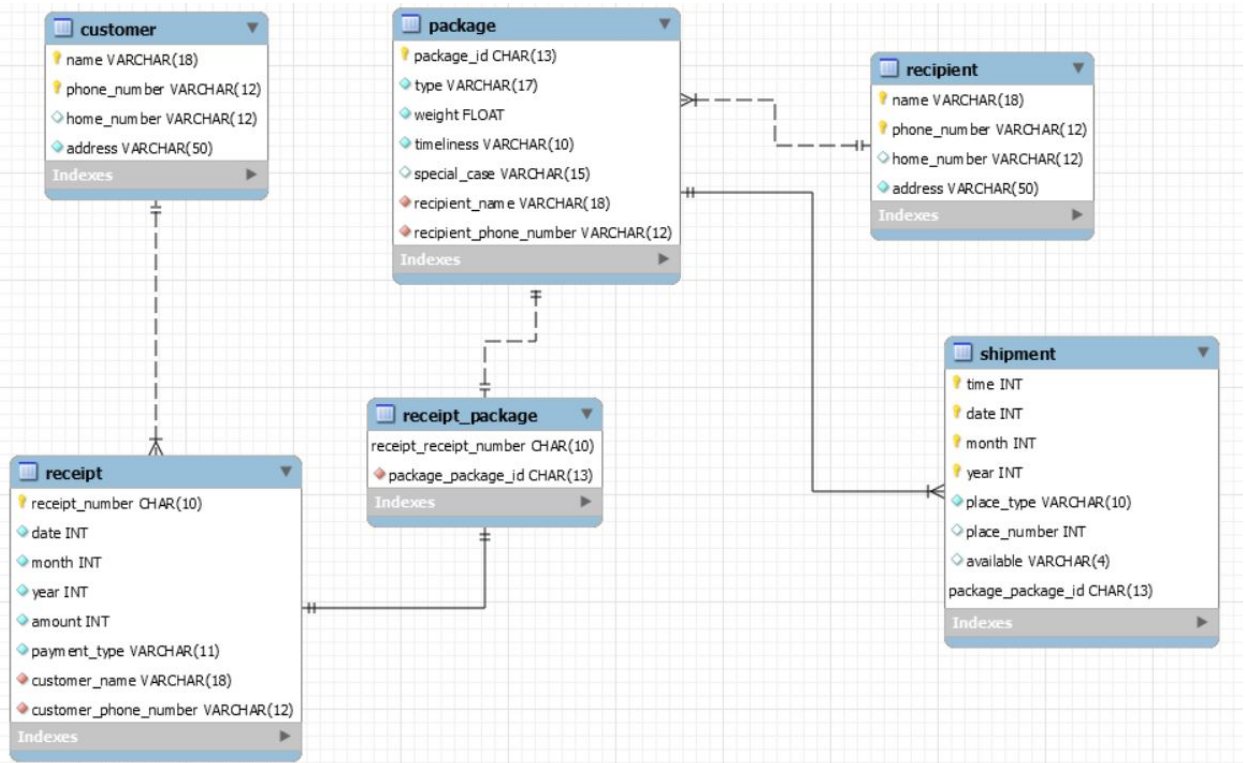 customer
name VARCHAR(18)
phone_number VARCHAR(12)
home_number VARCHAR(12)
address VARCHAR(50)
Indexes
package
package_id CHAR(13)
type VARCHAR(17)
weight FLOAT
timeliness VARCHAR(10)
special_case VARCHAR(15)
recipient_name VARCHAR(18)
recipient_phone_number VARCHAR(12)
Indexes
recipient
name VARCHAR(18)
phone_number VARCHAR(12)
home_number VARCHAR(12)
address VARCHAR(50)
Indexes
shipment
time INT
date INT
month INT
year INT
place_type VARCHAR(10)
place_number INT
available VARCHAR(4)
package_package_id CHAR(13)
Indexes
receipt_package
receipt_receipt_number CHAR(10)
package_package_id CHAR(13)
Indexes
receipt
receipt_number CHAR(10)
date INT
month INT
year INT
amount INT
payment_type VARCHAR(11)
customer_name VARCHAR(18)
customer_phone_number VARCHAR(12)
Indexes